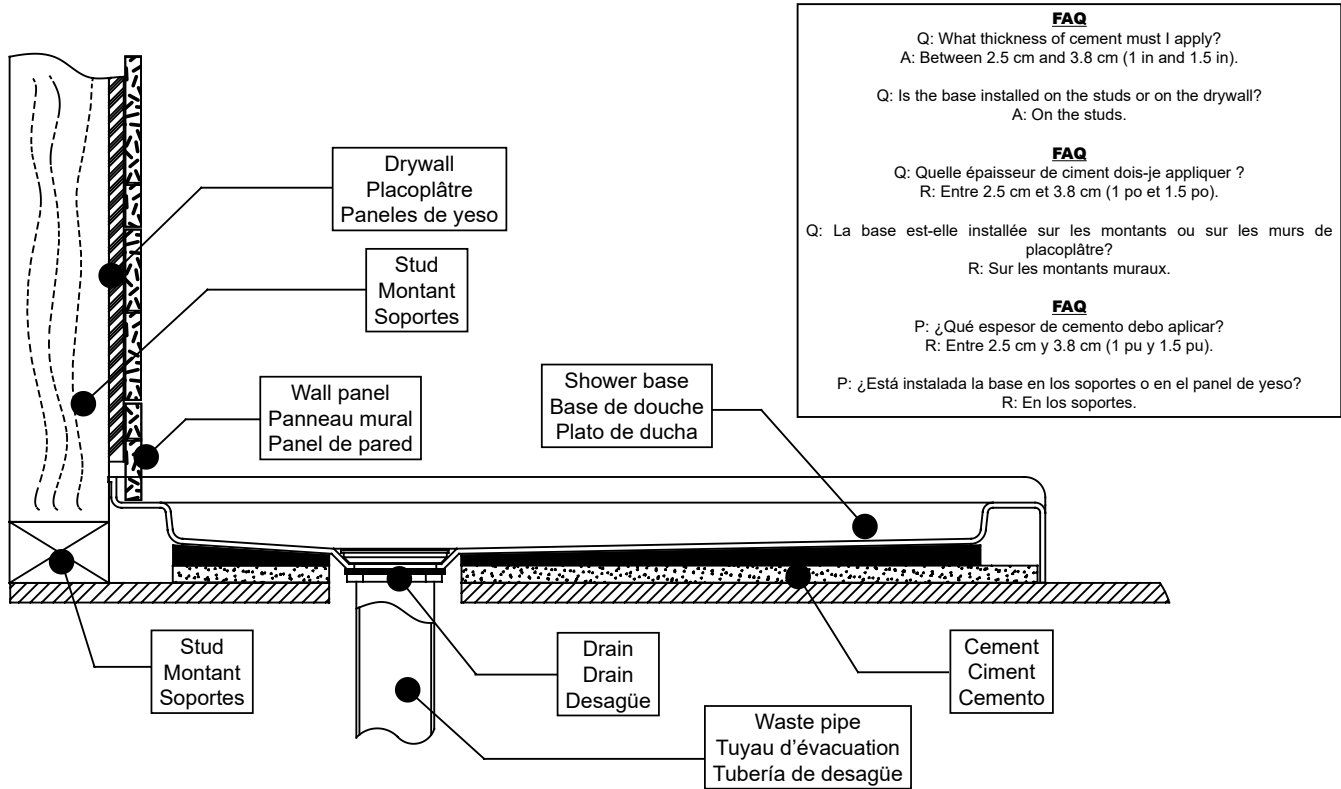 FAQ
Q: What thickness of cement must I apply?
A: Between 2.5 cm and 3.8 cm (1 in and 1.5 in).
Q: Is the base installed on the studs or on the drywall?
A: On the studs.
FAQ
Q: Quelle épaisseur de ciment dois-je appliquer ?
R: Entre 2.5 cm et 3.8 cm (1 po et 1.5 po).
Q: La base est-elle installée sur les montants ou sur les murs de
placoplâtre?
R: Sur les montants muraux.
FAQ
P: ¿Qué espesor de cemento debo aplicar?
R: Entre 2.5 cm y 3.8 cm (1 pu y 1.5 pu).
P: ¿Está instalada la base en los soportes o en el panel de yeso?
R: En los soportes.
Drywall
Placoplâtre
Paneles de yeso
Stud
Montant
Soportes
Wall panel
Panneau mural
Panel de pared
Shower base
Base de douche
Plato de ducha
Stud
Montant
Soportes
Drain
Drain
Desagüe
Waste pipe
Tuyau d'évacuation
Tubería de desagüe
Cement
Ciment
Cemento